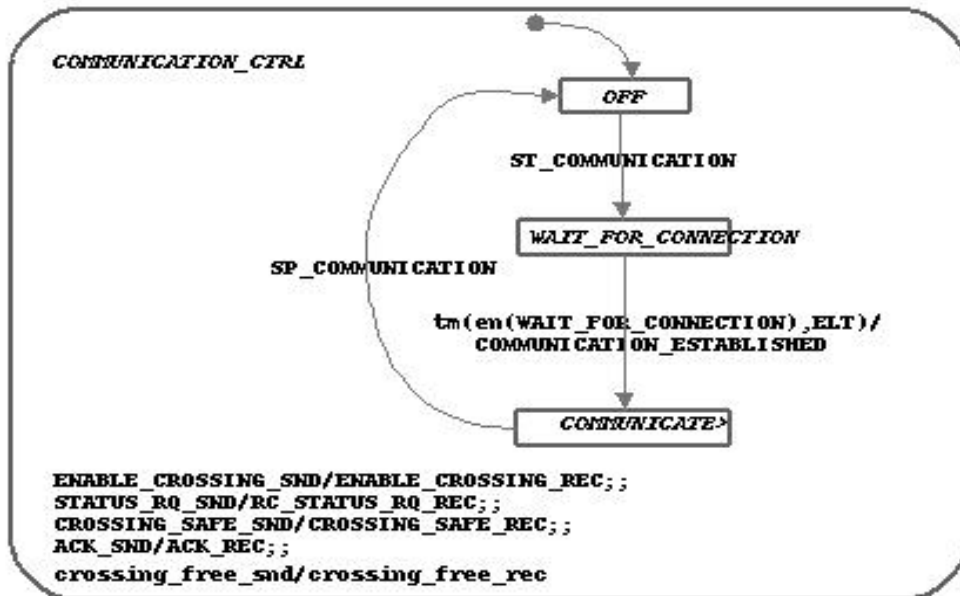 COMMUNICATION_CTRL
OFF
ST_COMMUNICATION
WAIT_FOR_CONNECTION
SP_COMMUNICATION
tm(en(WAIT_FOR_CONNECTION),ELT)/
COMMUNICATION_ESTABLISHED
COMMUNICATE>
ENABLE_CROSSING_SND/ENABLE_CROSSING_REC;;
STATUS_RQ_SND/RC_STATUS_RQ_REC;;
CROSSING_SAFE_SND/CROSSING_SAFE_REC;;
ACK_SND/ACK_REC;;
crossing_free_snd/crossing_free_rec